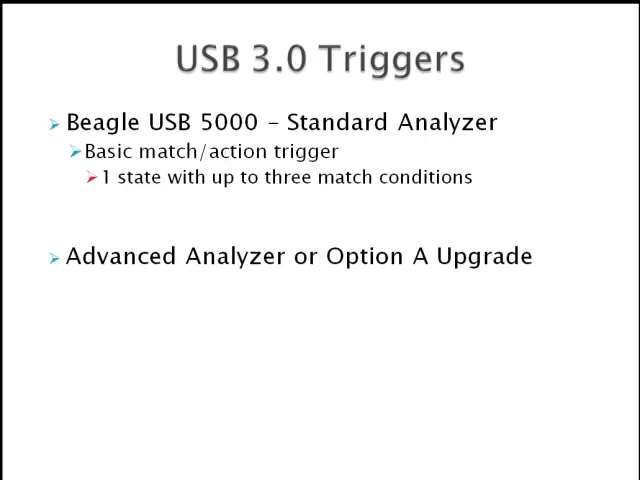 USB 3.0 Triggers
Beagle USB 5000 – Standard Analyzer
Basic match/action trigger
1 state with up to three match conditions
Advanced Analyzer or Option A Upgrade